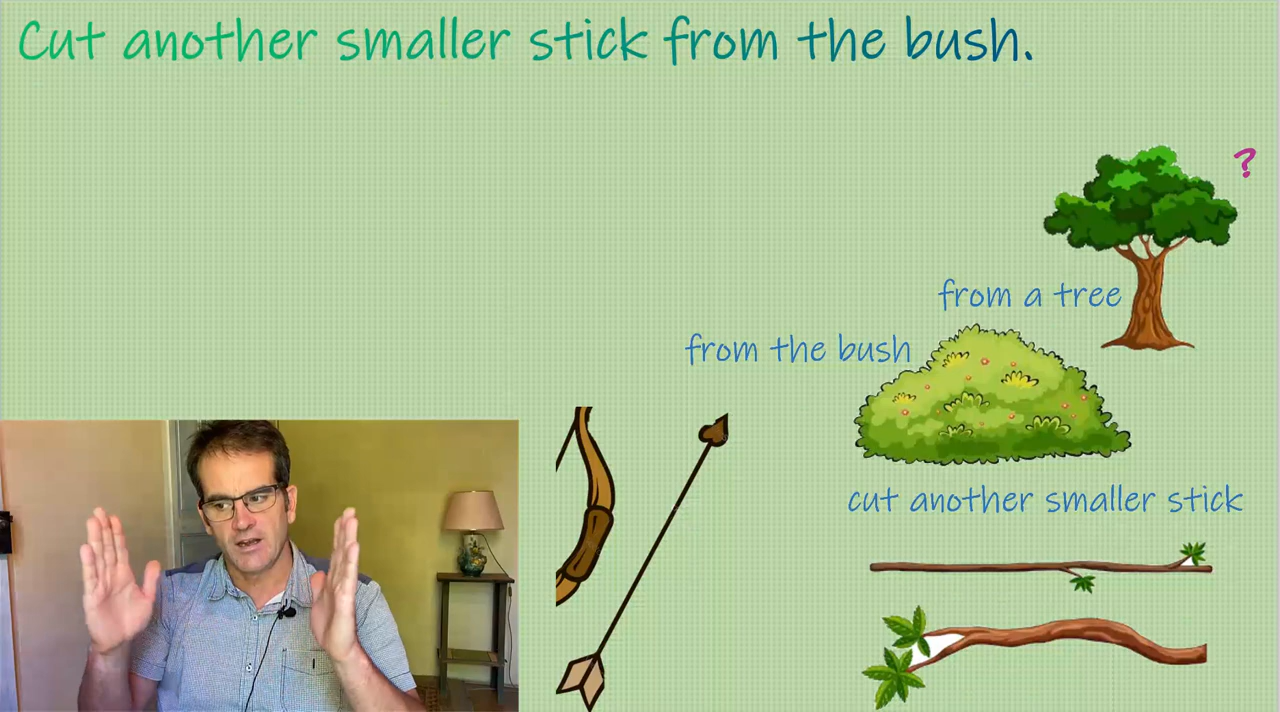 Cut another smaller stick from the bush.
?
from a tree
from the bush
cut another smaller stick